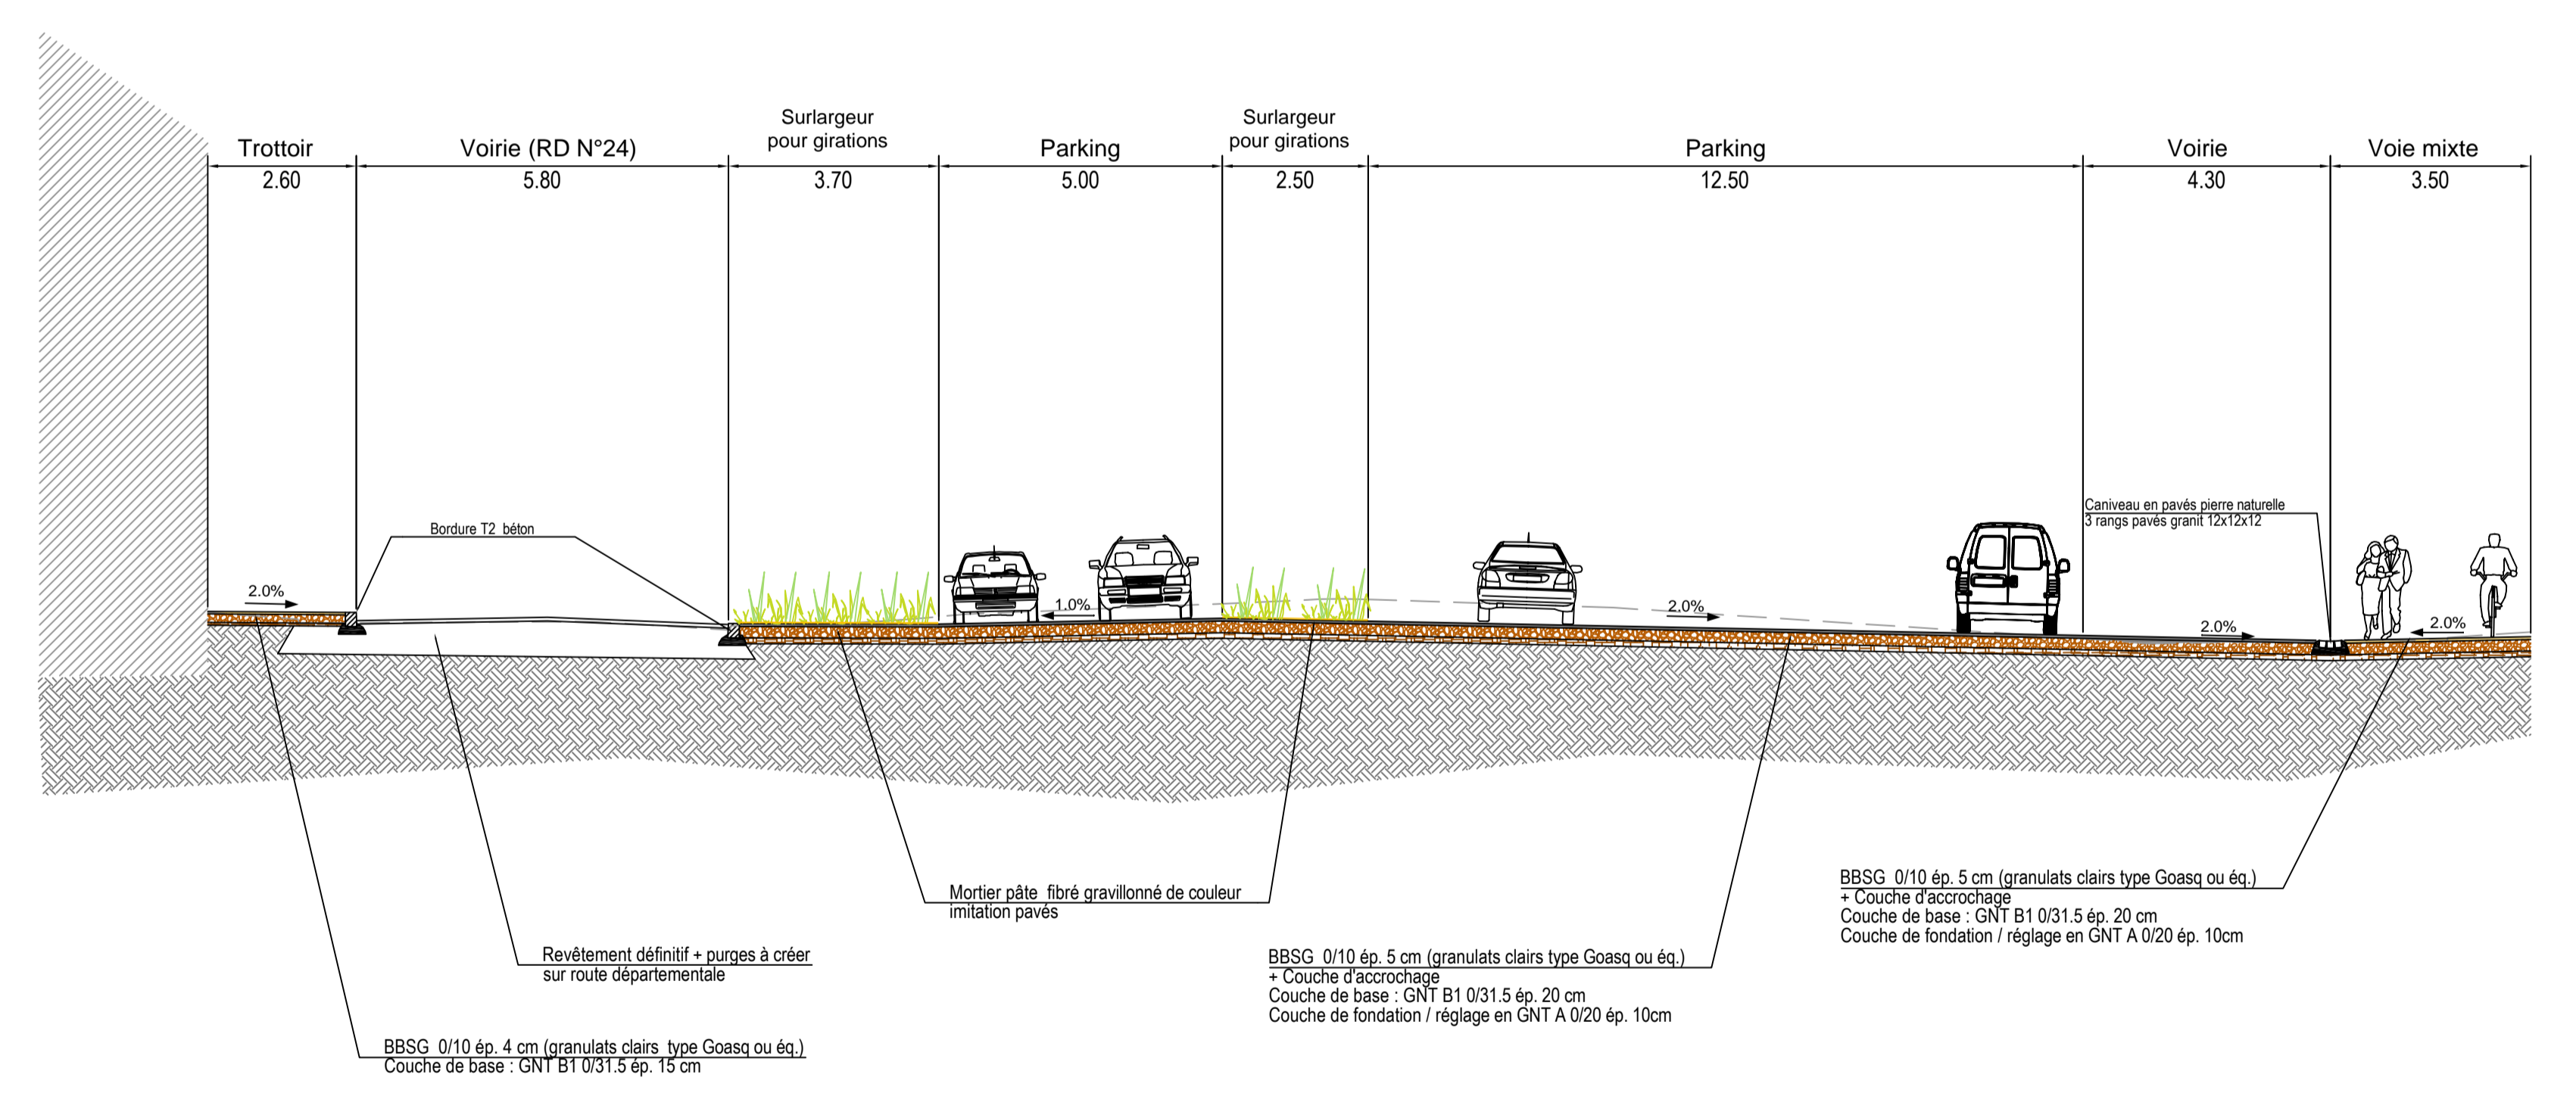 Surlargeur
pour girations
Surlargeur
pour girations
Trottoir
Voirie (RD N°24)
Parking
Parking
Voirie
Voie mixte
2.60
5.80
3.70
5.00
2.50
12.50
4.30
3.50
Caniveau en pavés pierre naturelle
3 rangs pavés granit 12x12x12
Bordure T2 béton
2.0%
1.0%
2.0%
2.0%
2.0%
Mortier pâte fibré gravillonné de couleur
imitation pavés
BBSG 0/10 ép. 5 cm (granulats clairs type Goasq ou éq.)
+ Couche d'accrochage
Couche de base : GNT B1 0/31.5 ép. 20 cm
Couche de fondation / réglage en GNT A 0/20 ép. 10cm
Revêtement définitif + purges à créer
sur route départementale
BBSG 0/10 ép. 5 cm (granulats clairs type Goasq ou éq.)
+ Couche d'accrochage
Couche de base : GNT B1 0/31.5 ép. 20 cm
Couche de fondation / réglage en GNT A 0/20 ép. 10cm
BBSG 0/10 ép. 4 cm (granulats clairs type Goasq ou éq.)
Couche de base : GNT B1 0/31.5 ép. 15 cm